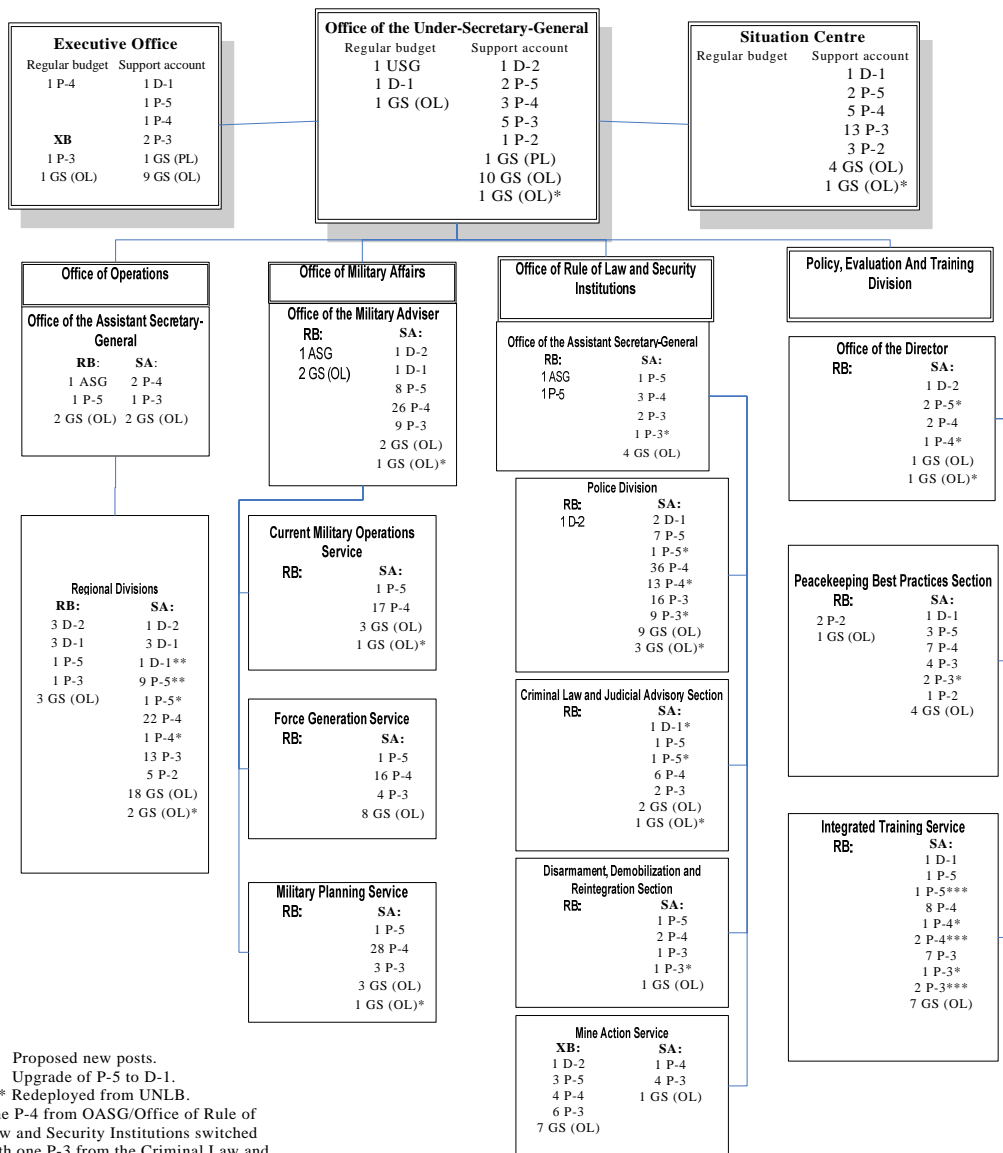 Executive Office
Regular budget Support account
1 P-4 1 D-1
1 P-5
1 P-4
XB 2 P-3
1 P-3 1 GS (PL)
1 GS (OL) 9 GS (OL)
Office of the Under-Secretary-General
Regular budget Support account
1 USG 1 D-2
1 D-1 2 P-5
1 GS (OL) 3 P-4
5 P-3
1 P-2
1 GS (PL)
10 GS (OL)
1 GS (OL)*
Situation Centre
Regular budget Support account
1 D-1
2 P-5
5 P-4
13 P-3
3 P-2
4 GS (OL)
1 GS (OL)*
Office of Operations
Office of the Assistant Secretary-
General
RB: SA:
1 ASG 2 P-4
1 P-5 1 P-3
2 GS (OL) 2 GS (OL)
Regional Divisions
RB: SA:
3 D-2 1 D-2
3 D-1 3 D-1
1 P-5 1 D-1**
1 P-3 9 P-5**
3 GS (OL) 1 P-5*
22 P-4
1 P-4*
13 P-3
5 P-2
18 GS (OL)
2 GS (OL)*
Office of Military Affairs
Office of the Military Adviser
RB: SA:
1 ASG 1 D-2
2 GS (OL) 1 D-1
8 P-5
26 P-4
9 P-3
2 GS (OL)
1 GS (OL)*
Current Military Operations
Service
RB: SA:
1 P-5
17 P-4
3 GS (OL)
1 GS (OL)*
Force Generation Service
RB: SA:
1 P-5
16 P-4
4 P-3
8 GS (OL)
Military Planning Service
RB: SA:
1 P-5
28 P-4
3 P-3
3 GS (OL)
1 GS (OL)*
Office of Rule of Law and Security
Institutions
Office of the Assistant Secretary-General
RB: SA:
1 ASG 1 P-5
1 P-5 3 P-4
2 P-3
1 P-3*
4 GS (OL)
Police Division
RB: SA:
1 D-2 2 D-1
7 P-5
1 P-5*
36 P-4
13 P-4*
16 P-3
9 P-3*
9 GS (OL)
3 GS (OL)*
Criminal Law and Judicial Advisory Section
RB: SA:
1 D-1*
1 P-5
1 P-5*
6 P-4
2 P-3
2 GS (OL)
1 GS (OL)*
Disarmament, Demobilization and
Reintegration Section
RB: SA:
1 P-5
2 P-4
1 P-3
1 P-3*
1 GS (OL)
Mine Action Service
XB: SA:
1 D-2 1 P-4
3 P-5 4 P-3
4 P-4 1 GS (OL)
6 P-3
7 GS (OL)
Policy, Evaluation And Training
Division
Office of the Director
RB: SA:
1 D-2
2 P-5*
2 P-4
1 P-4*
1 GS (OL)
1 GS (OL)*
Peacekeeping Best Practices Section
RB: SA:
2 P-2 1 D-1
1 GS (OL) 3 P-5
7 P-4
4 P-3
2 P-3*
1 P-2
4 GS (OL)
Integrated Training Service
RB: SA:
1 D-1
1 P-5
1 P-5***
8 P-4
1 P-4*
2 P-4***
7 P-3
1 P-3*
2 P-3***
7 GS (OL)
Proposed new posts.
Upgrade of P-5 to D-1.
* Redeployed from UNLB.
P-4 from OASG/Office of Rule of
and Security Institutions switched
one P-3 from the Criminal Law and